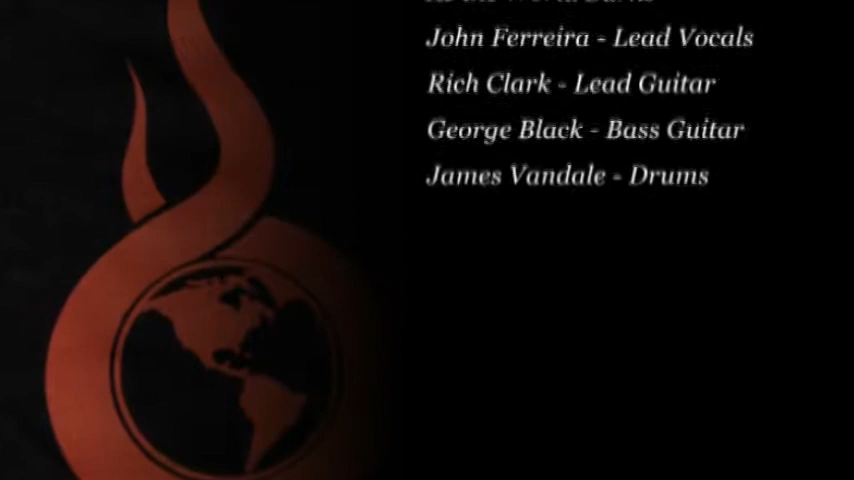 John Ferreira - Lead Vocals
Rich Clark - Lead Guitar
George Black - Bass Guitar
James Vandale - Drums